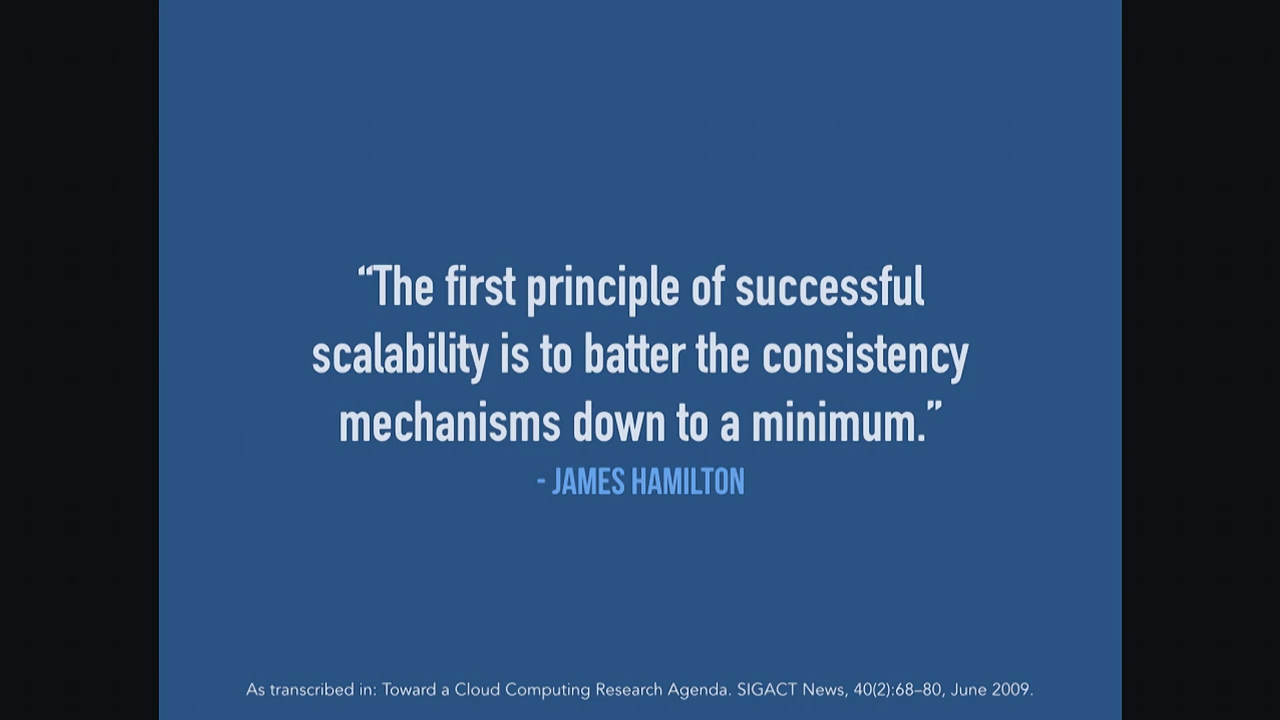 “The first principle of successful
scalability is to batter the consistency
mechanisms down to a minimum.”
- JAMES HAMILTON
As transcribed in: Toward a Cloud Computing Research Agenda. SIGACT News, 40(2):68–80, June 2009.